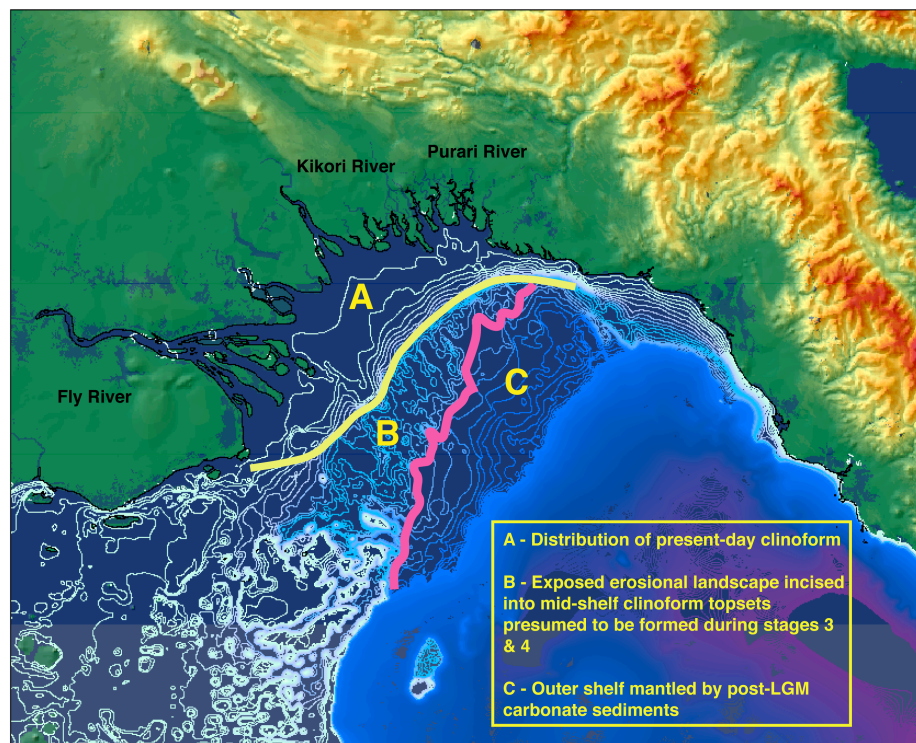 Purari River
Kikori River
A
C
Fly River
B
A - Distribution of present-day clinoform
B - Exposed erosional landscape incised
into mid-shelf clinoform topsets
presumed to be formed during stages 3
& 4
C - Outer shelf mantled by post-LGM
carbonate sediments